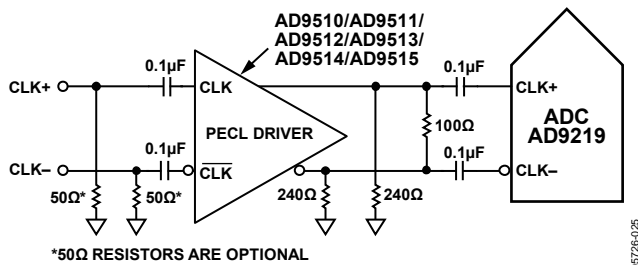 AD9510/AD9511/
AD9512/AD9513/
AD9514/AD9515
0.1µF
0.1µF
CLK+
CLK
CLK+
PECL DRIVER
100Ω
ADC
AD9219
CLK–
0.1µF
CLK
0.1µF
CLK–
50Ω*
50Ω*
240Ω
240Ω
*50Ω RESISTORS ARE OPTIONAL
05726-025